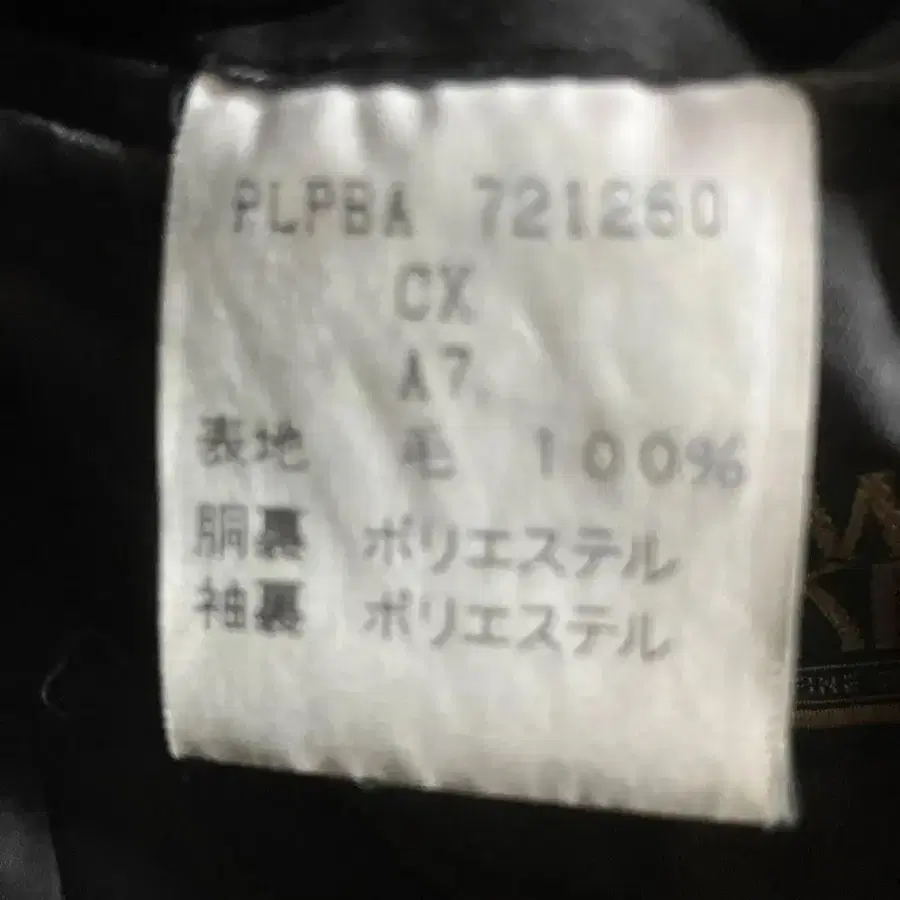 PLPBA 721260
CX
A7
表地 毛 100%
胴裏 ポリエステル
袖裏 ポリエステル